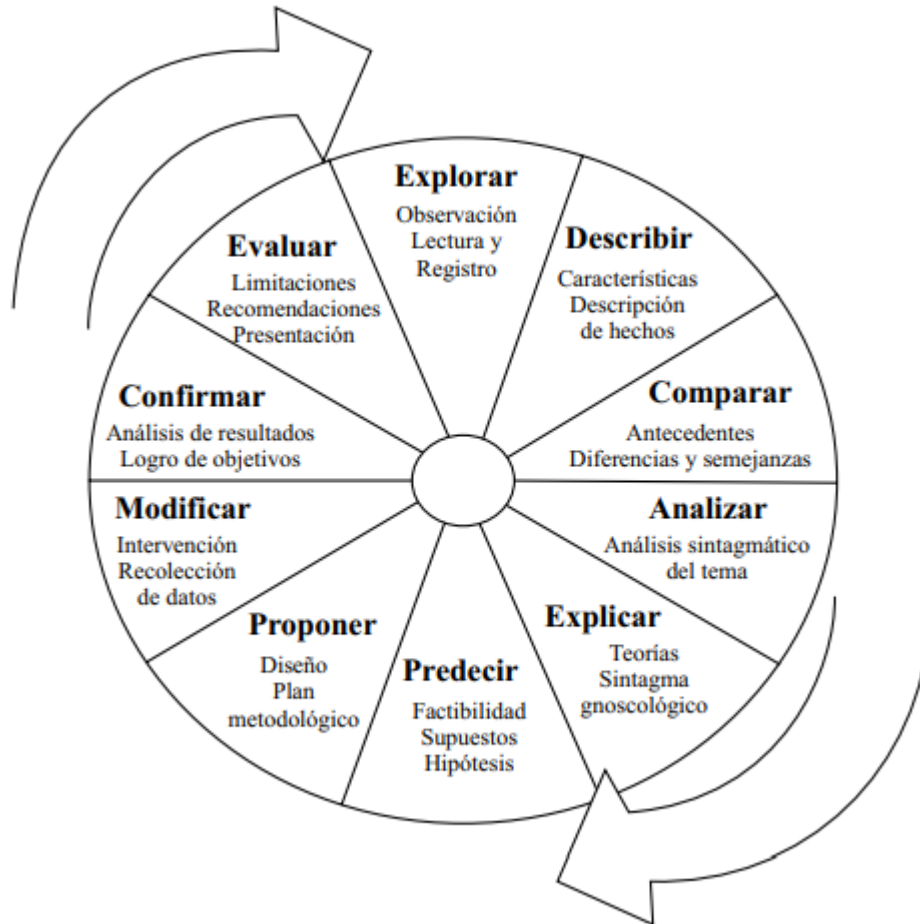 Explorar
Observación
Lectura y
Registro
Describir
Características
Descripción
de hechos
Comparar
Antecedentes
Diferencias y semejanzas
Analizar
Análisis sintagmático
del tema
Explicar
Teorías
Sintagma
gnoscológico
Predecir
Factibilidad
Supuestos
Hipótesis
Proponer
Diseño
Plan
metodológico
Modificar
Intervención
Recolección
de datos
Confirmar
Análisis de resultados
Logro de objetivos
Evaluar
Limitaciones
Recomendaciones
Presentación